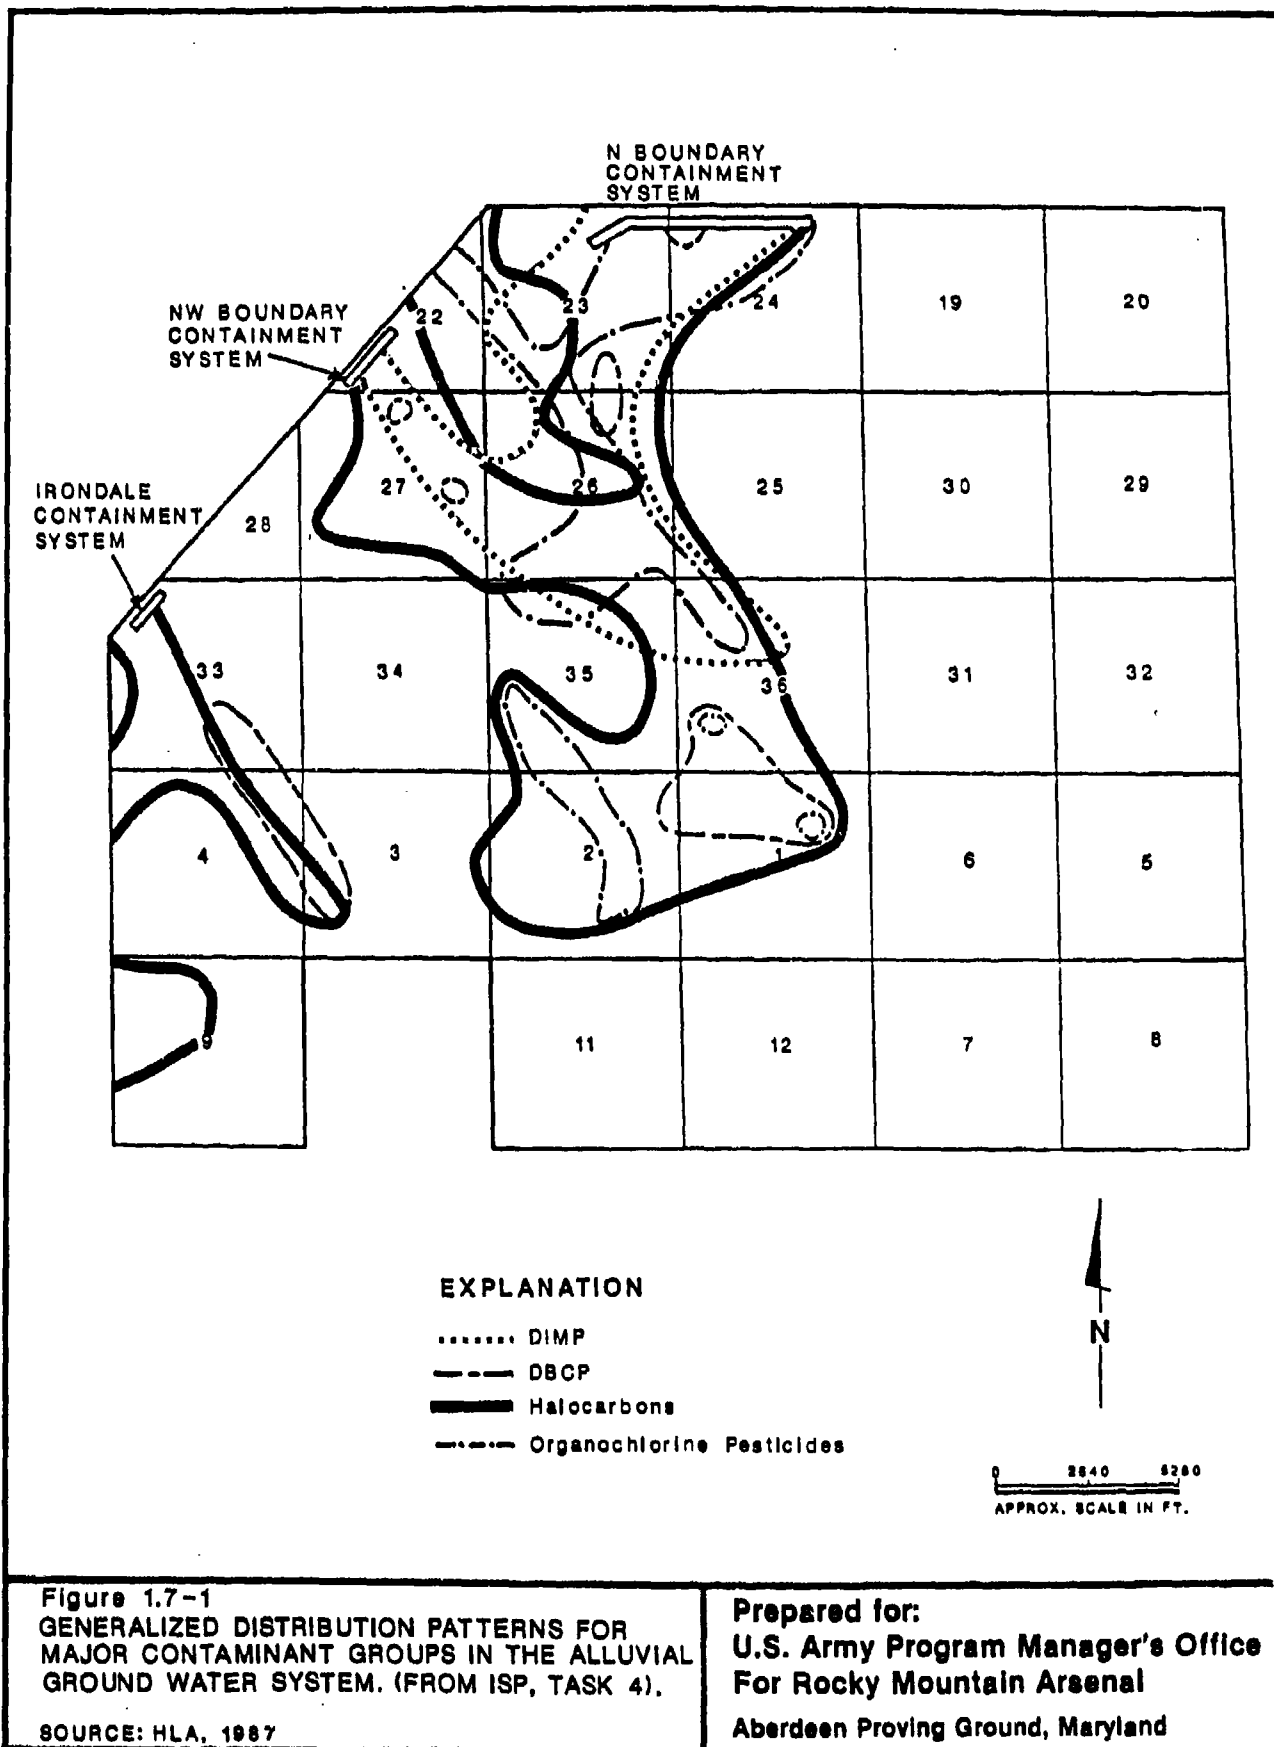 N BOUNDARY
CONTAINMENT
SYSTEM
NW BOUNDARY
CONTAINMENT
SYSTEM
IRONDALE
CONTAINMENT
SYSTEM
22
23
24
19
20
28
27
26
25
30
29
33
34
35
36
31
32
4
3
2
1
6
5
9
11
12
7
8
EXPLANATION
DIMP
DBCP
Halocarbons
Organochlorine Pesticides
N
0 2640 5280
APPROX. SCALE IN FT.
Figure 1.7-1
GENERALIZED DISTRIBUTION PATTERNS FOR
MAJOR CONTAMINANT GROUPS IN THE ALLUVIAL
GROUND WATER SYSTEM. (FROM ISP, TASK 4).
SOURCE: HLA, 1987
Prepared for:
U.S. Army Program Manager's Office
For Rocky Mountain Arsenal
Aberdeen Proving Ground, Maryland